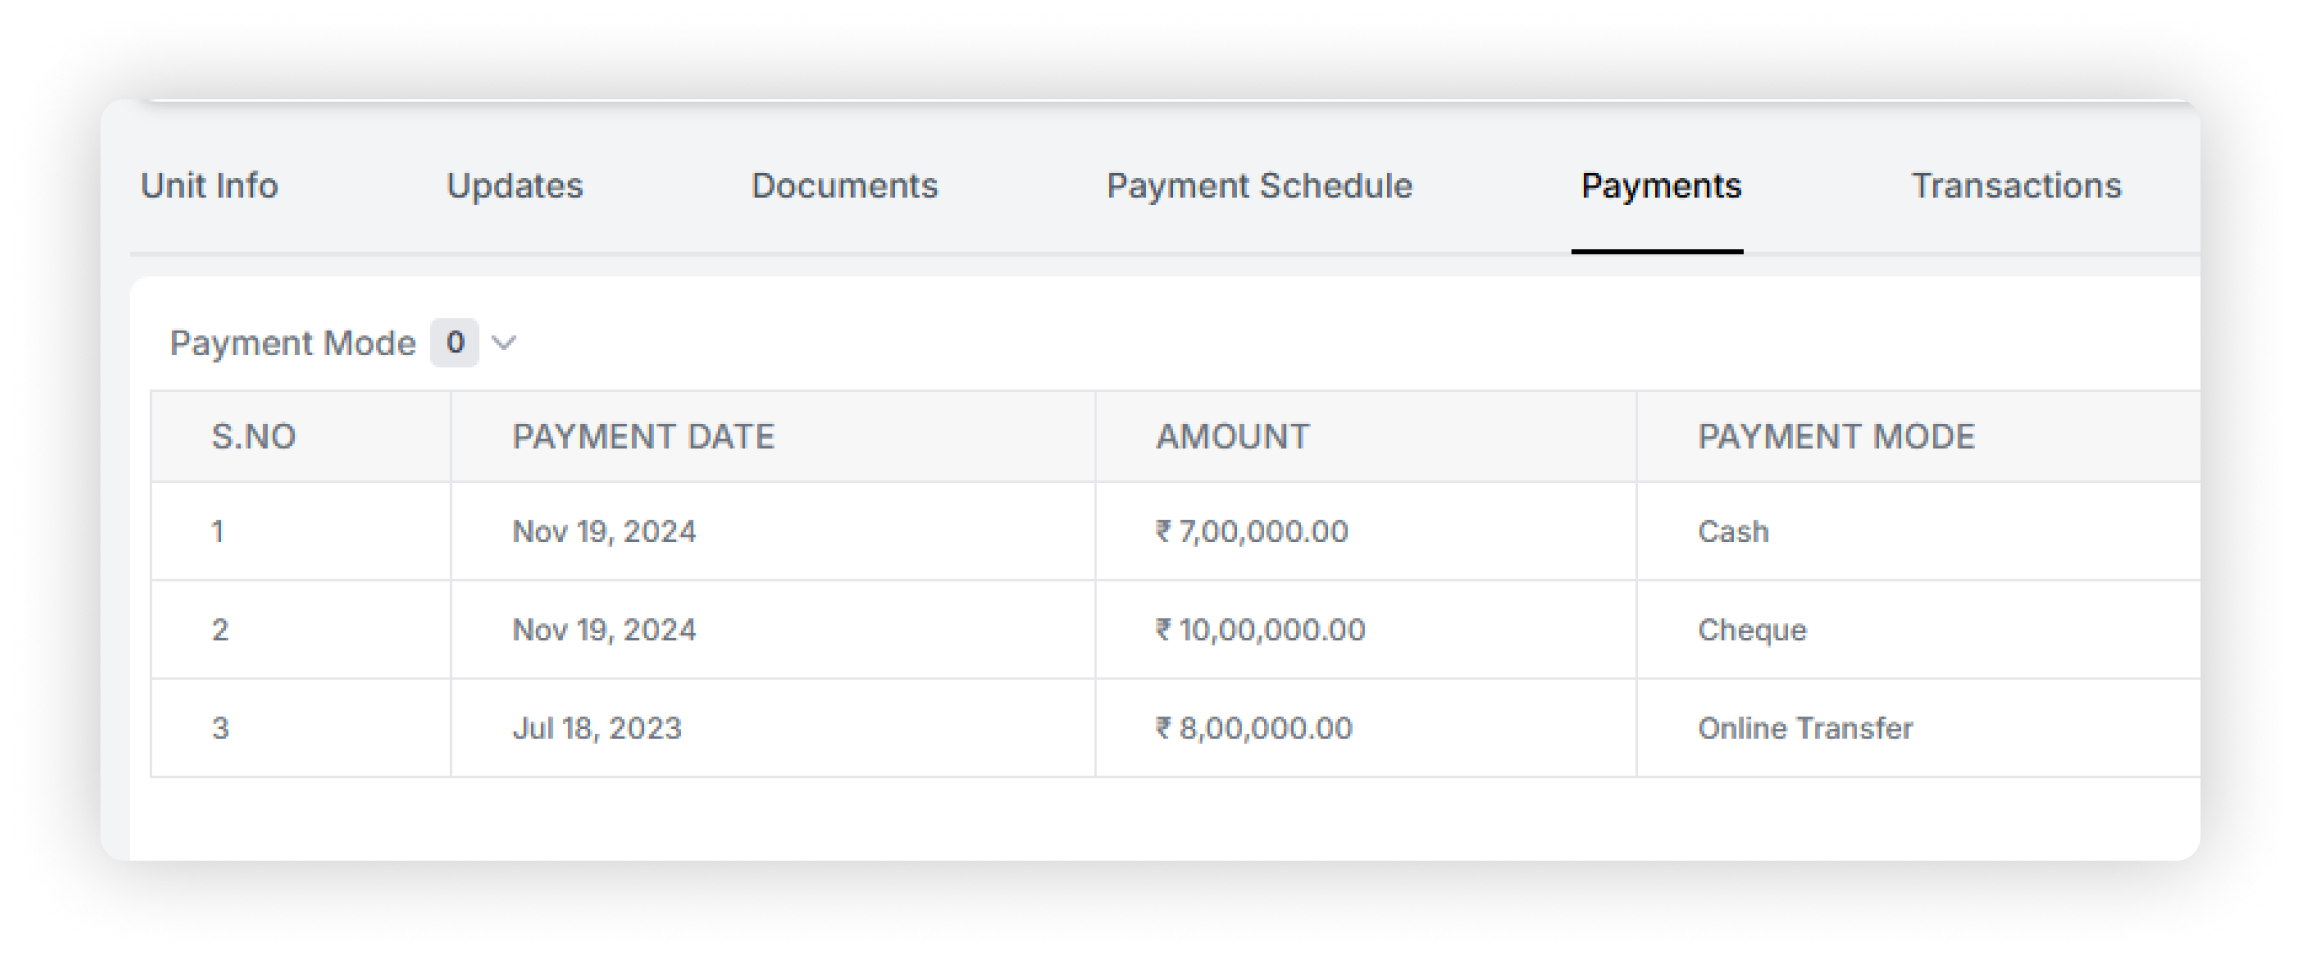 Unit Info Updates Documents Payment Schedule Payments Transactions
Payment Mode 0
S.NO PAYMENT DATE AMOUNT PAYMENT MODE
1 Nov 19, 2024 ₹ 7,00,000.00 Cash
2 Nov 19, 2024 ₹ 10,00,000.00 Cheque
3 Jul 18, 2023 ₹ 8,00,000.00 Online Transfer